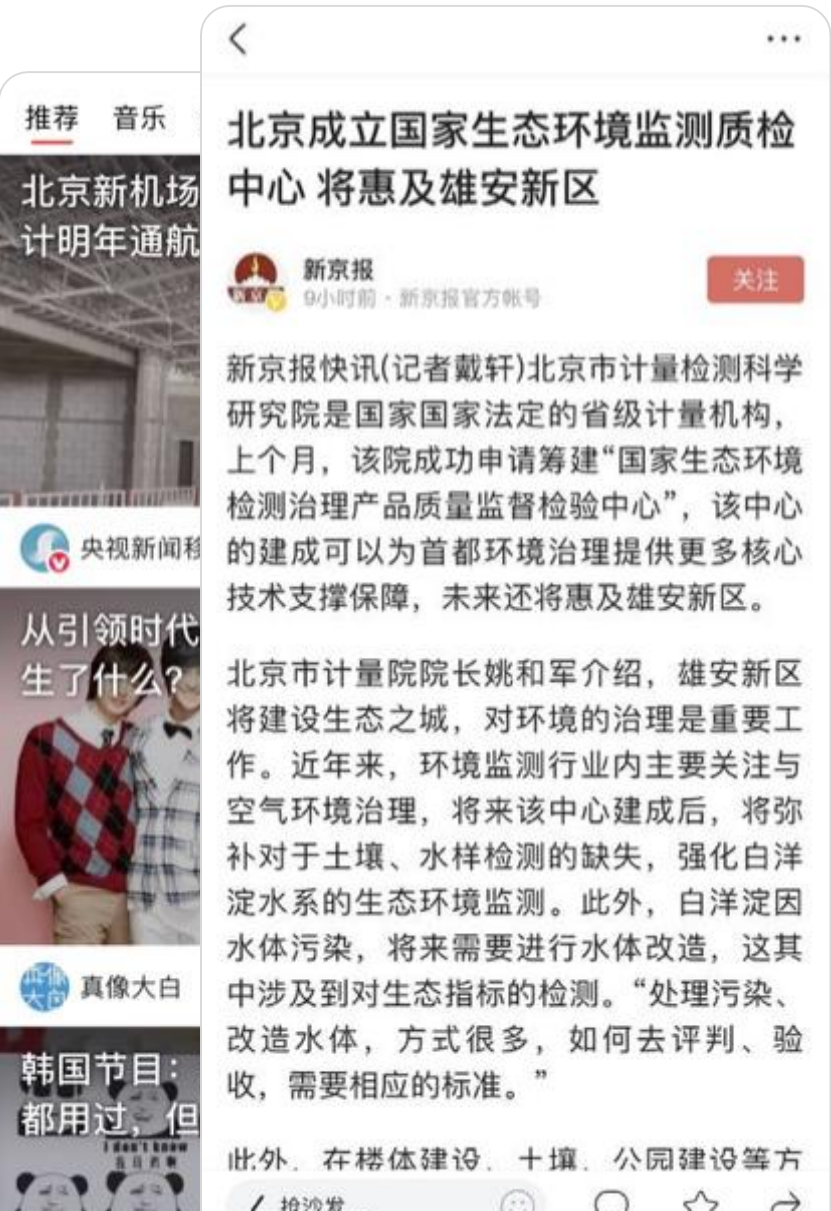 推荐 音乐
北京新机场
计明年通航
央视新闻移
从引领时代
生了什么?
真像大白
韩国节目：
都用过，但
I don't know
北京成立国家生态环境监测质检
中心 将惠及雄安新区
新京报
9小时前 · 新京报官方帐号
关注
新京报快讯(记者戴轩)北京市计量检测科学
研究院是国家国家法定的省级计量机构，
上个月，该院成功申请筹建“国家生态环境
检测治理产品质量监督检验中心”，该中心
的建成可以为首都环境治理提供更多核心
技术支撑保障，未来还将惠及雄安新区。
北京市计量院院长姚和军介绍，雄安新区
将建设生态之城，对环境的治理是重要工
作。近年来，环境监测行业内主要关注与
空气环境治理，将来该中心建成后，将弥
补对于土壤、水样检测的缺失，强化白洋
淀水系的生态环境监测。此外，白洋淀因
水体污染，将来需要进行水体改造，这其
中涉及到对生态指标的检测。“处理污染、
改造水体，方式很多，如何去评判、验
收，需要相应的标准。”
此外，在楼体建设、土壤、公园建设等方
抢沙发